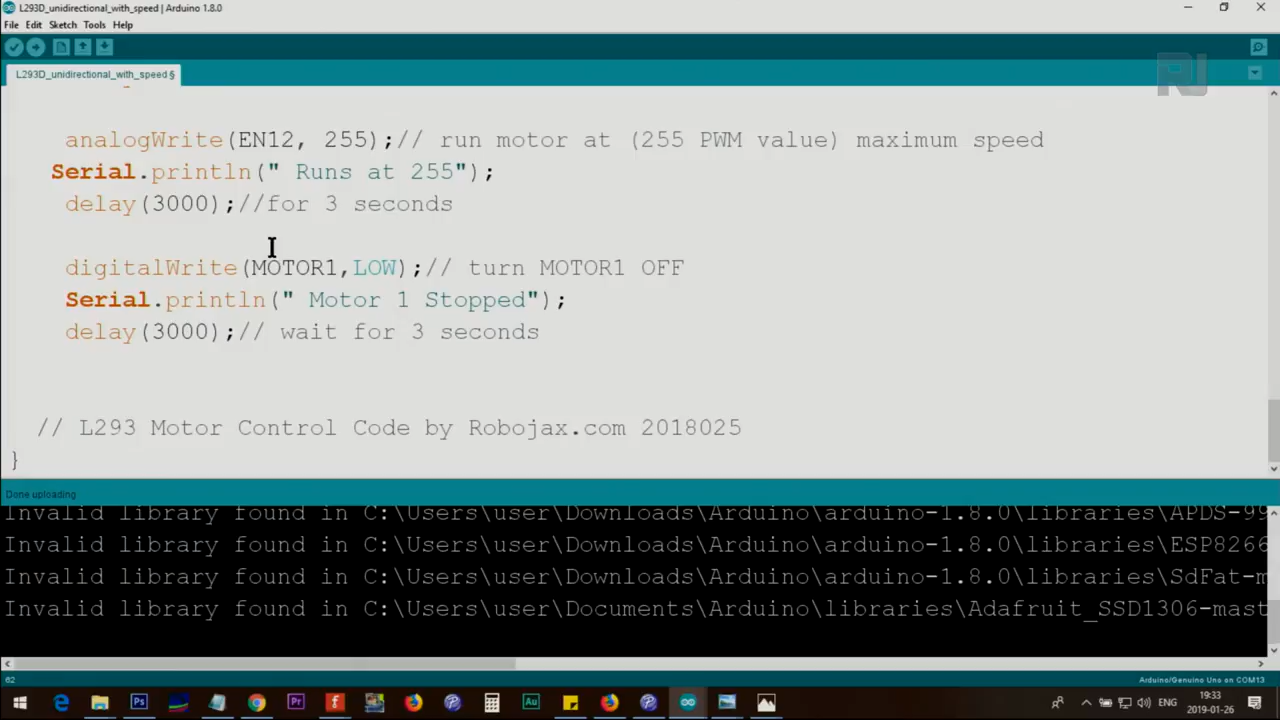 L293D_unidirectional_with_speed | Arduino 1.8.0
File Edit Sketch Tools Help
L293D_unidirectional_with_speed §
RJ
analogWrite(EN12, 255);// run motor at (255 PWM value) maximum speed
Serial.println(" Runs at 255");
delay(3000);//for 3 seconds
digitalWrite(MOTOR1,LOW);// turn MOTOR1 OFF
Serial.println(" Motor 1 Stopped");
delay(3000);// wait for 3 seconds
// L293 Motor Control Code by Robojax.com 2018025
}
Done uploading
Invalid library found in C:\Users\user\Downloads\Arduino\arduino-1.8.0\libraries\APDS-99
Invalid library found in C:\Users\user\Downloads\Arduino\arduino-1.8.0\libraries\ESP8266
Invalid library found in C:\Users\user\Downloads\Arduino\arduino-1.8.0\libraries\SdFat-m
Invalid library found in C:\Users\user\Documents\Arduino\libraries\Adafruit_SSD1306-mast
62
Arduino/Genuino Uno on COM13
Ps
Pr
f
Au
ENG
19:33
2019-01-26